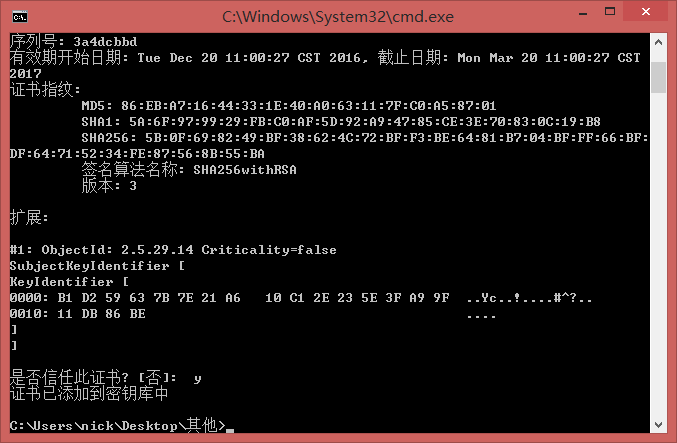 C:\Windows\System32\cmd.exe
序列号: 3a4dcbbd
有效期开始日期: Tue Dec 20 11:00:27 CST 2016, 截止日期: Mon Mar 20 11:00:27 CST
2017
证书指纹:
MD5: 86:EB:A7:16:44:33:1E:40:A0:63:11:7F:C0:A5:87:01
SHA1: 5A:6F:97:99:29:FB:C0:AF:5D:92:A9:47:85:CE:3E:70:83:0C:19:B8
SHA256: 5B:0F:69:82:49:BF:38:62:4C:72:BF:F3:BE:64:81:B7:04:BF:FF:66:BF:
DF:64:71:52:34:FE:87:56:8B:55:BA
签名算法名称: SHA256withRSA
版本: 3
扩展:
#1: ObjectId: 2.5.29.14 Criticality=false
SubjectKeyIdentifier [
KeyIdentifier [
0000: B1 D2 59 63 7B 7E 21 A6   10 C1 2E 23 5E 3F A9 9F  ..Yc..!....#^?..
0010: 11 DB 86 BE                                        ....
]
]
是否信任此证书? [否]:  y
证书已添加到密钥库中
C:\Users\nick\Desktop\其他>_